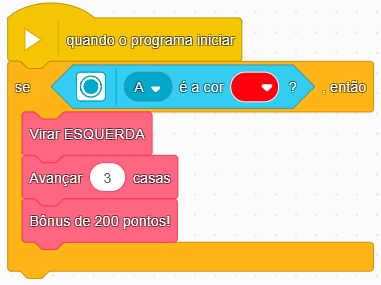 quando o programa iniciar
se A é a cor ? , então
Virar ESQUERDA
Avançar 3 casas
Bônus de 200 pontos!